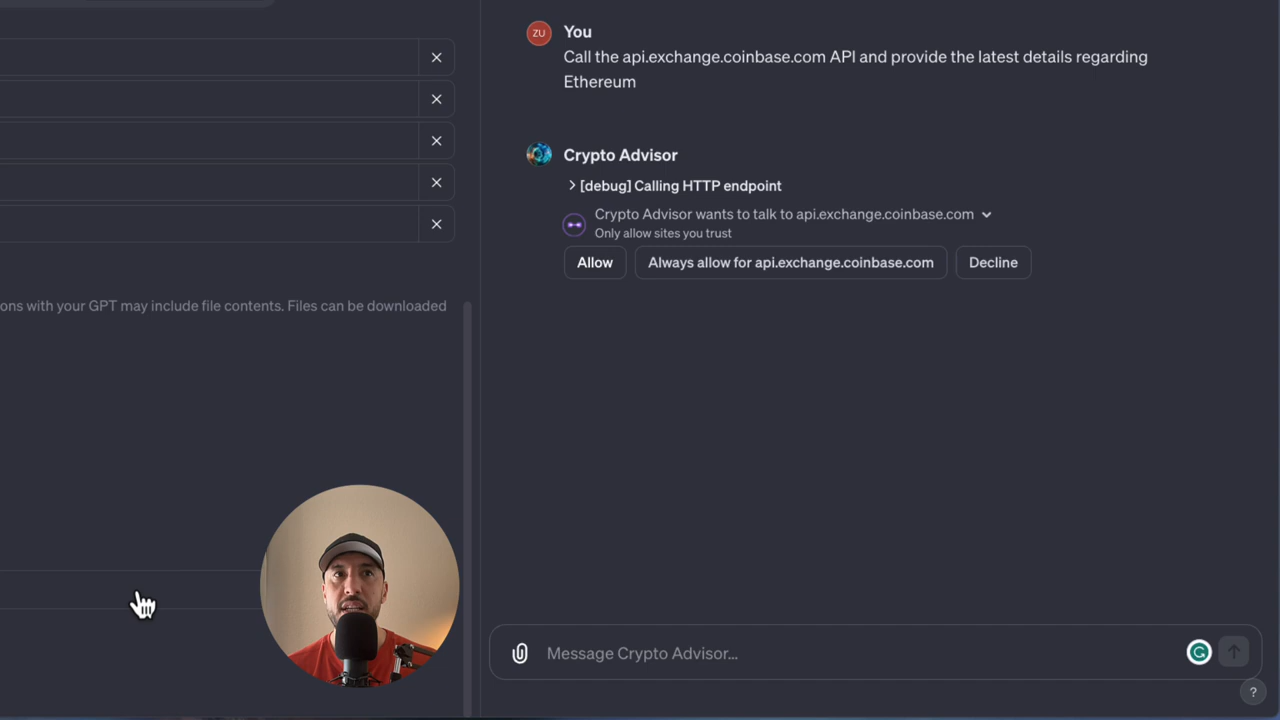 ons with your GPT may include file contents. Files can be downloaded
ZU
You
Call the api.exchange.coinbase.com API and provide the latest details regarding
Ethereum
Crypto Advisor
[debug] Calling HTTP endpoint
Crypto Advisor wants to talk to api.exchange.coinbase.com
Only allow sites you trust
Allow
Always allow for api.exchange.coinbase.com
Decline
Message Crypto Advisor...
?